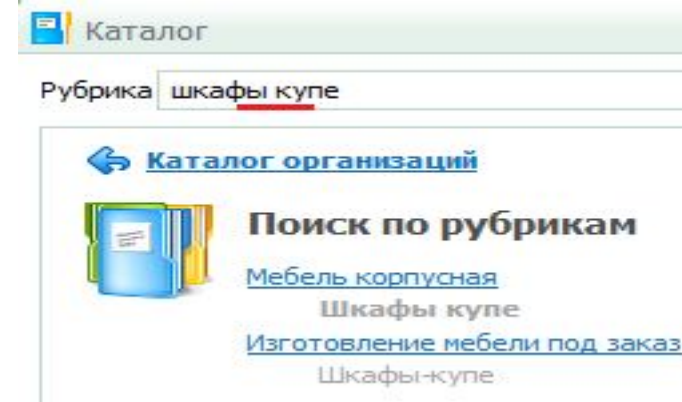 Каталог
Рубрика шкафы купе
Каталог организаций
Поиск по рубрикам
Мебель корпусная
Шкафы купе
Изготовление мебели под заказ
Шкафы-купе